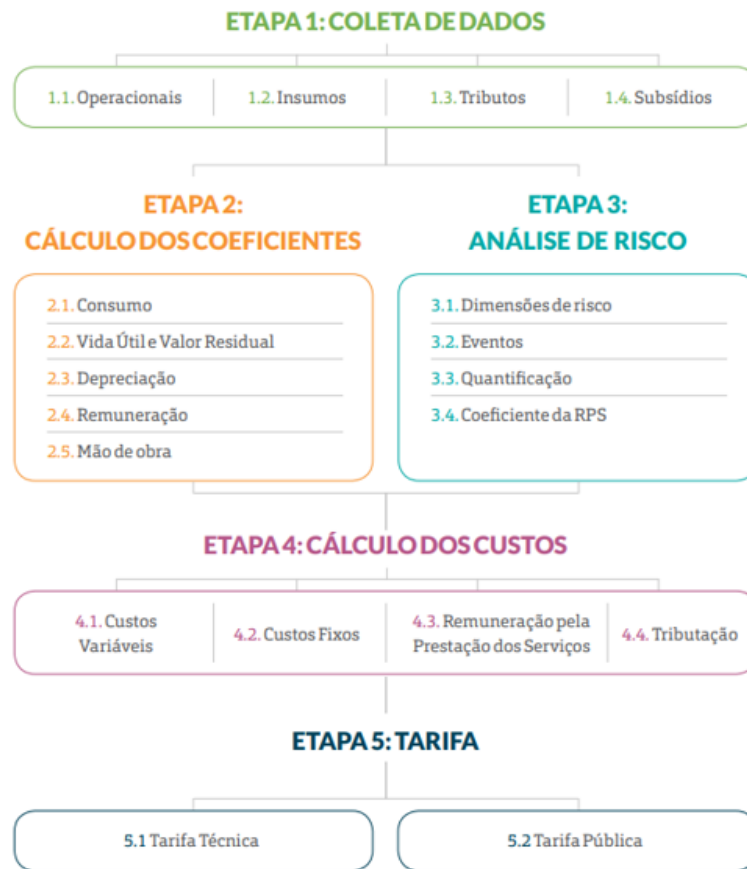 ETAPA 1: COLETA DE DADOS
1.1. Operacionais
1.2. Insumos
1.3. Tributos
1.4. Subsídios
ETAPA 2:
CÁLCULO DOS COEFICIENTES
2.1. Consumo
2.2. Vida Útil e Valor Residual
2.3. Depreciação
2.4. Remuneração
2.5. Mão de obra
ETAPA 3:
ANÁLISE DE RISCO
3.1. Dimensões de risco
3.2. Eventos
3.3. Quantificação
3.4. Coeficiente da RPS
ETAPA 4: CÁLCULO DOS CUSTOS
4.1. Custos
Variáveis
4.2. Custos Fixos
4.3. Remuneração pela
Prestação dos Serviços
4.4. Tributação
ETAPA 5: TARIFA
5.1 Tarifa Técnica
5.2 Tarifa Pública